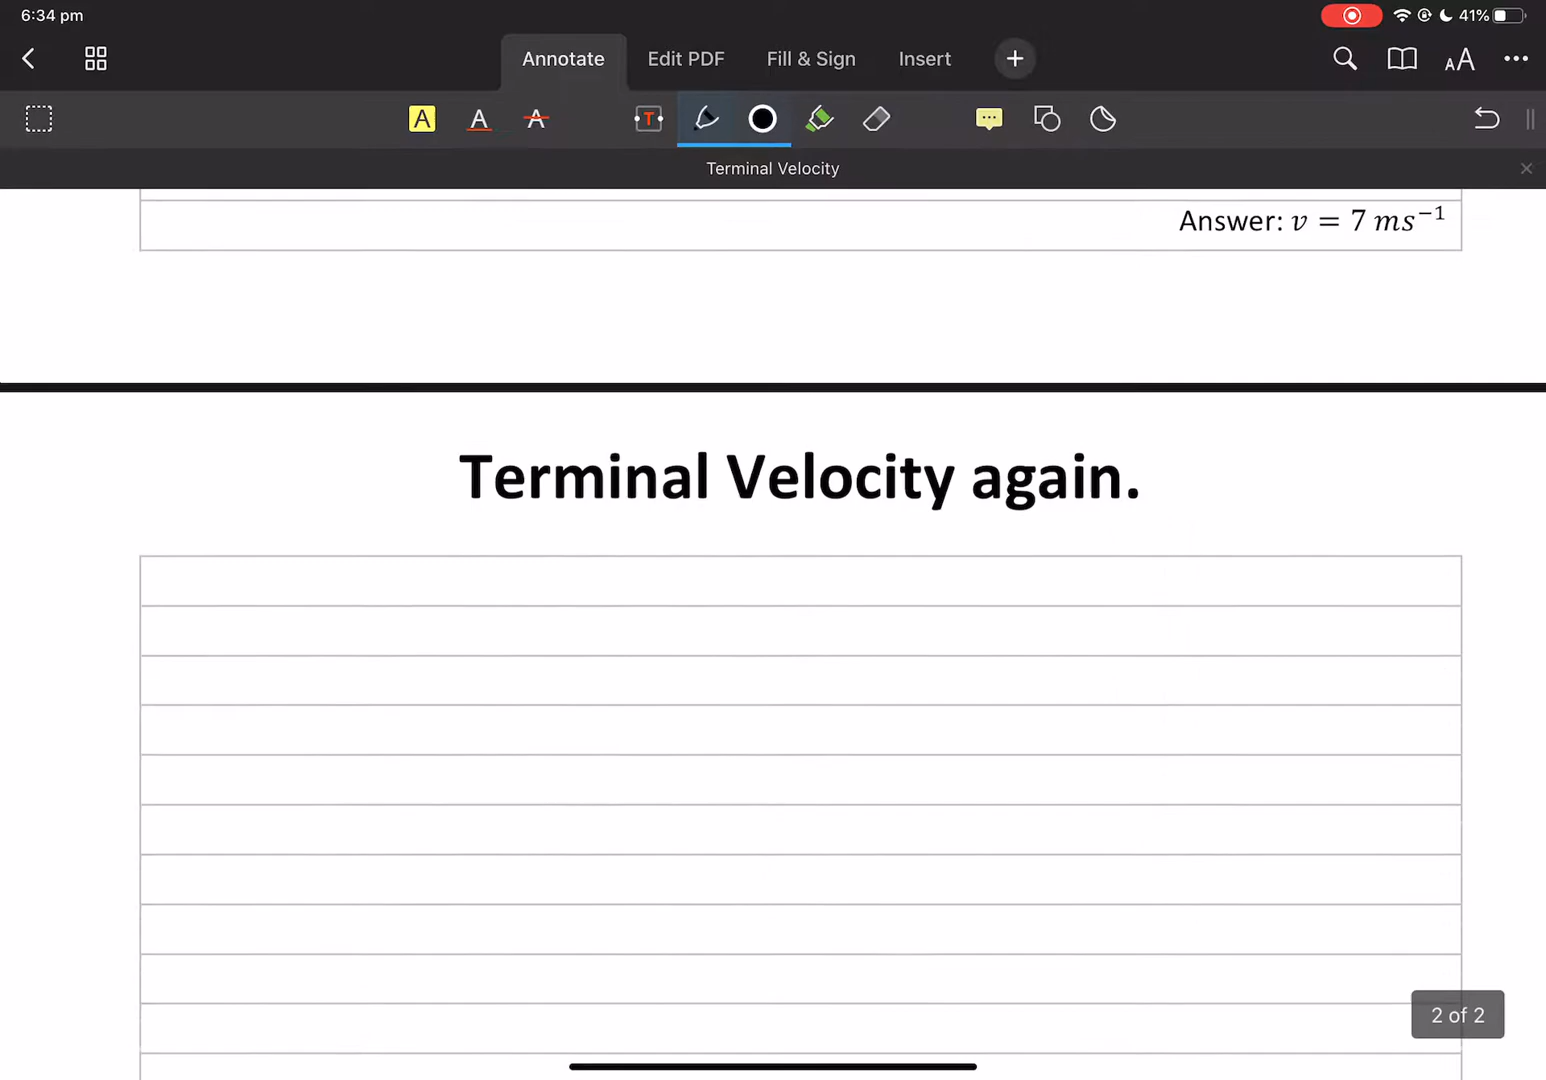 6:34 pm
41%
Annotate Edit PDF Fill & Sign Insert
AA
A A A T
Terminal Velocity
Answer: v = 7 ms⁻¹
Terminal Velocity again.
2 of 2